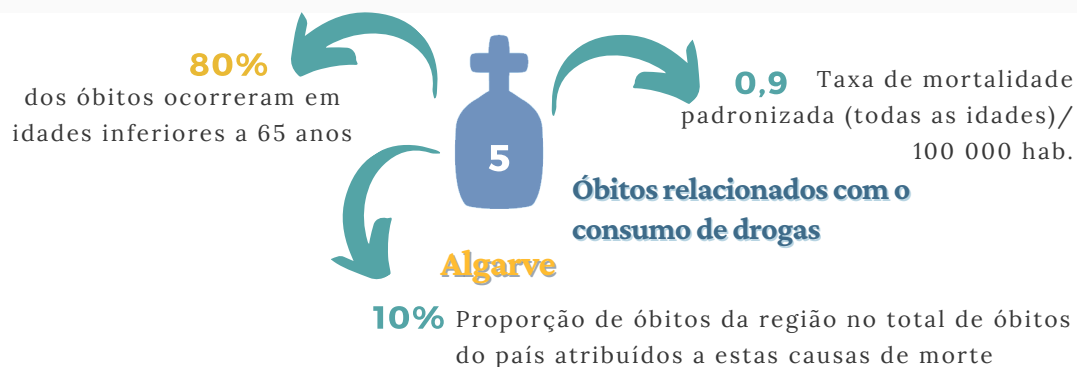 80%
dos óbitos ocorreram em
idades inferiores a 65 anos
5
0,9 Taxa de mortalidade
padronizada (todas as idades)/
100 000 hab.
Óbitos relacionados com o
consumo de drogas
Algarve
10% Proporção de óbitos da região no total de óbitos
do país atribuídos a estas causas de morte